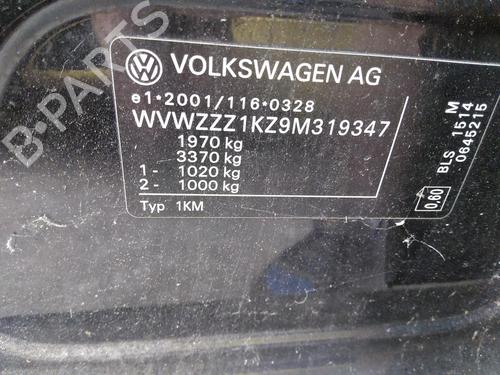 B-PARTS
VOLKSWAGEN AG
e1*2001/116*0328
WVWZZZ1KZ9M319347
1970 kg
3370 kg
1- 1020 kg
2- 1000 kg
Typ 1KM
BLS 1514 M
0645215
0,60